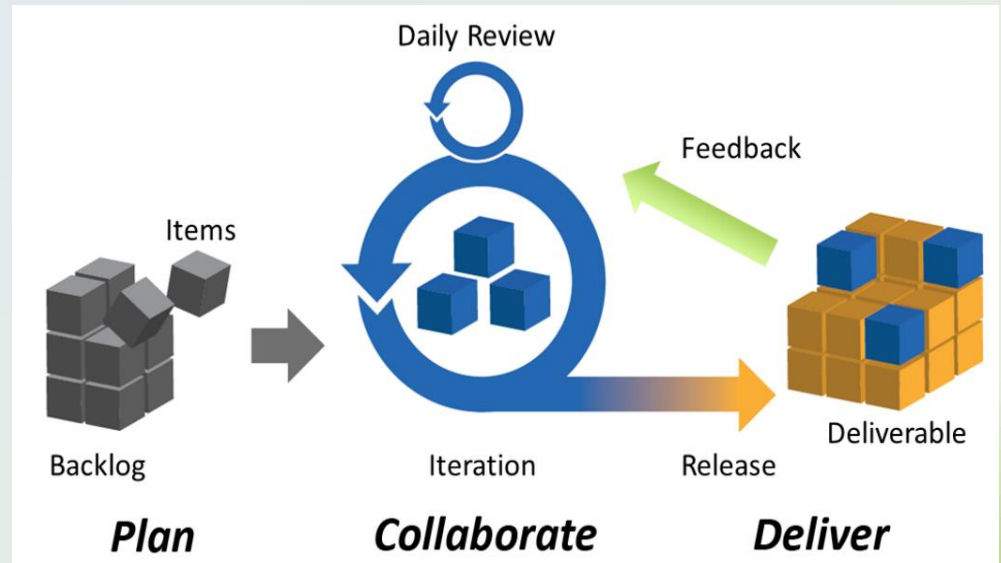 Daily Review
Feedback
Items
Backlog
Iteration
Release
Deliverable
Plan
Collaborate
Deliver